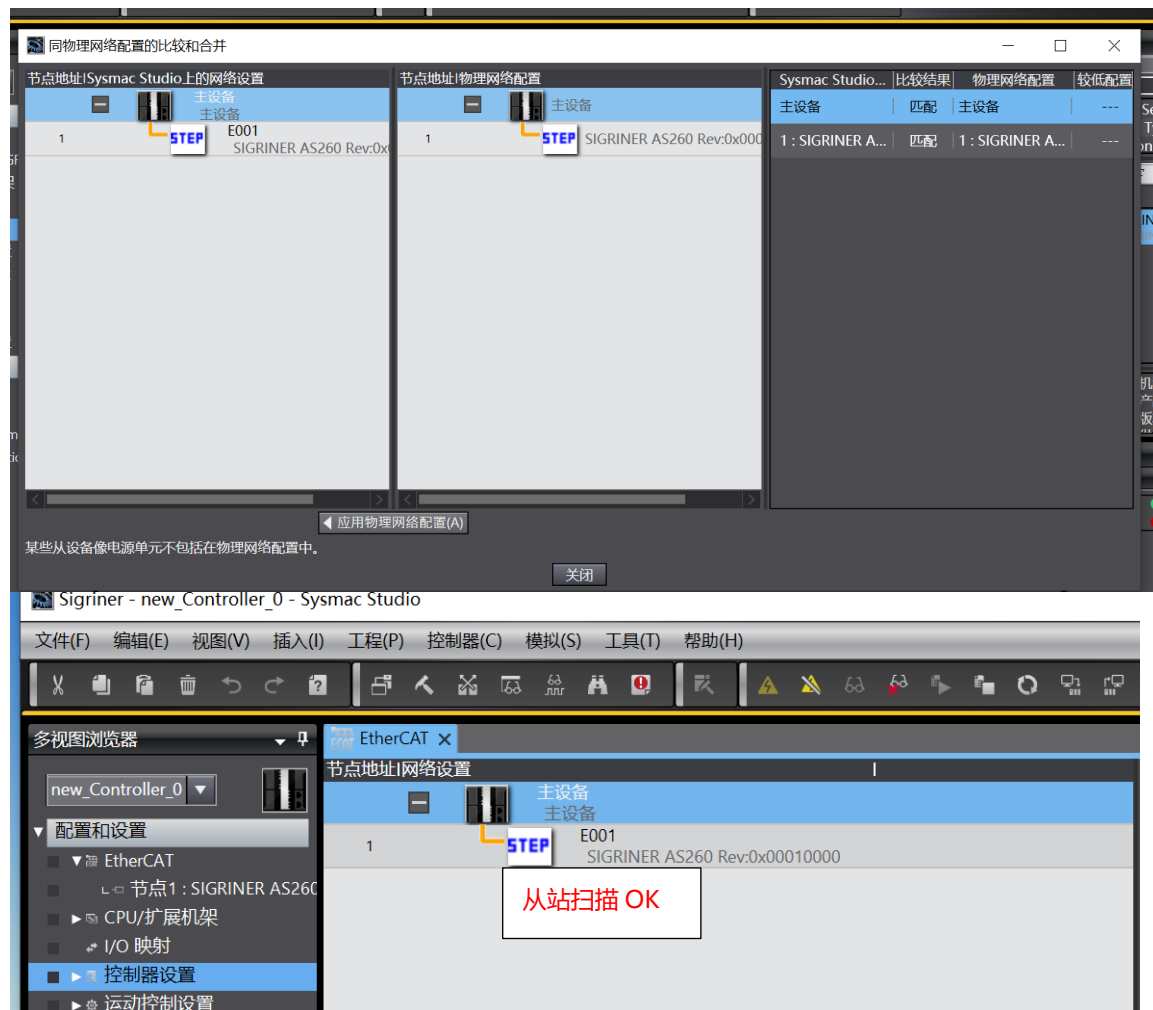 同物理网络配置的比较和合并
节点地址|Sysmac Studio上的网络设置
主设备
主设备
1
STEP
E001
SIGRINER AS260 Rev:0x
节点地址|物理网络配置
主设备
1
STEP
SIGRINER AS260 Rev:0x000
Sysmac Studio... 比较结果 物理网络配置 较低配置
主设备 匹配 主设备 ---
1 : SIGRINER A... 匹配 1 : SIGRINER A... ---
应用物理网络配置(A)
某些从设备像电源单元不包括在物理网络配置中。
关闭
Sigriner - new_Controller_0 - Sysmac Studio
文件(F) 编辑(E) 视图(V) 插入(I) 工程(P) 控制器(C) 模拟(S) 工具(T) 帮助(H)
多视图浏览器
new_Controller_0
配置和设置
EtherCAT
节点1 : SIGRINER AS260
CPU/扩展机架
I/O 映射
控制器设置
运动控制设置
EtherCAT
节点地址|网络设置
主设备
主设备
1
STEP
E001
SIGRINER AS260 Rev:0x00010000
从站扫描 OK